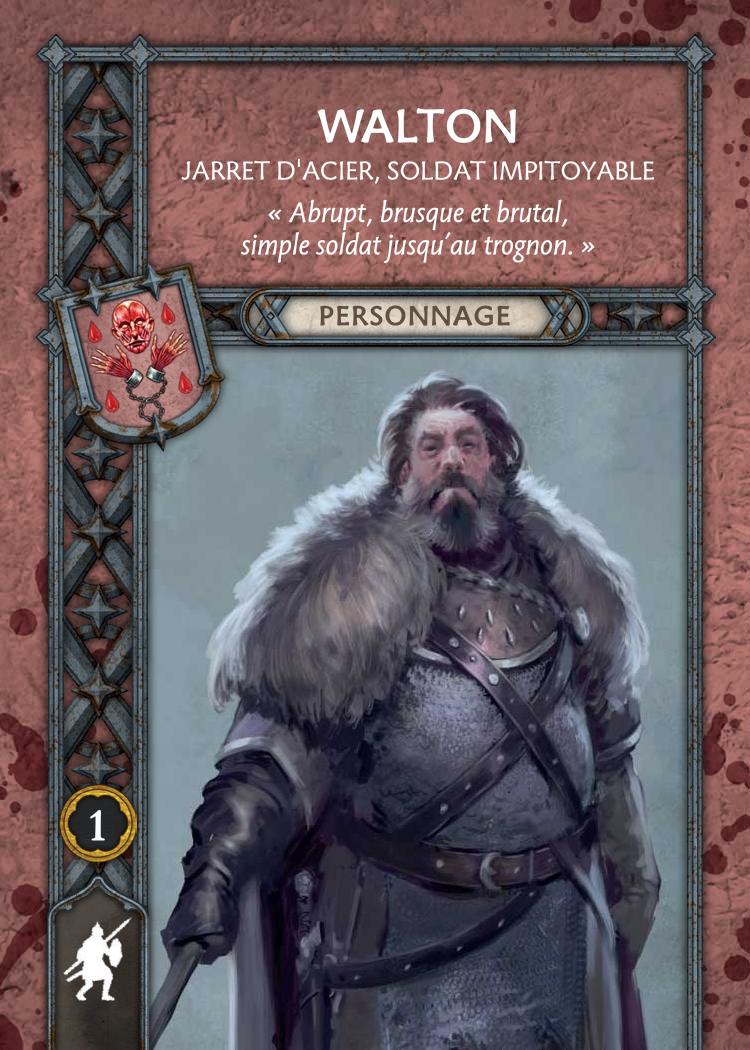 WALTON
JARRET D'ACIER, SOLDAT IMPITOYABLE
« Abrupt, brusque et brutal,
simple soldat jusqu'au trognon. »
PERSONNAGE
1